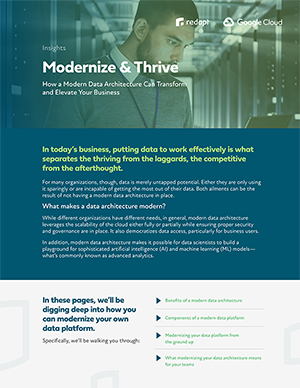 redapt
Google Cloud
Insights
Modernize & Thrive
How a Modern Data Architecture Can Transform
and Elevate Your Business
In today's business, putting data to work effectively is what
separates the thriving from the laggards, the competitive
from the afterthought.
For many organizations, though, data is merely untapped potential. Either they are only using
it sparingly or are incapable of getting the most out of their data. Both ailments can be the
result of not having a modern data architecture in place.
What makes a data architecture modern?
While different organizations have different needs, in general, modern data architecture
leverages the scalability of the cloud either fully or partially while ensuring proper security
and governance are in place. It also democratizes data access, particularly for business users.
In addition, modern data architecture makes it possible for data scientists to build a
playground for sophisticated artificial intelligence (AI) and machine learning (ML) models—
what's commonly known as advanced analytics.
In these pages, we'll be
digging deep into how you
can modernize your own
data platform.
Specifically, we'll be walking you through:
Benefits of a modern data architecture
Components of a modern data platform
Modernizing your data platform from
the ground up
What modernizing your data architecture means
for your teams